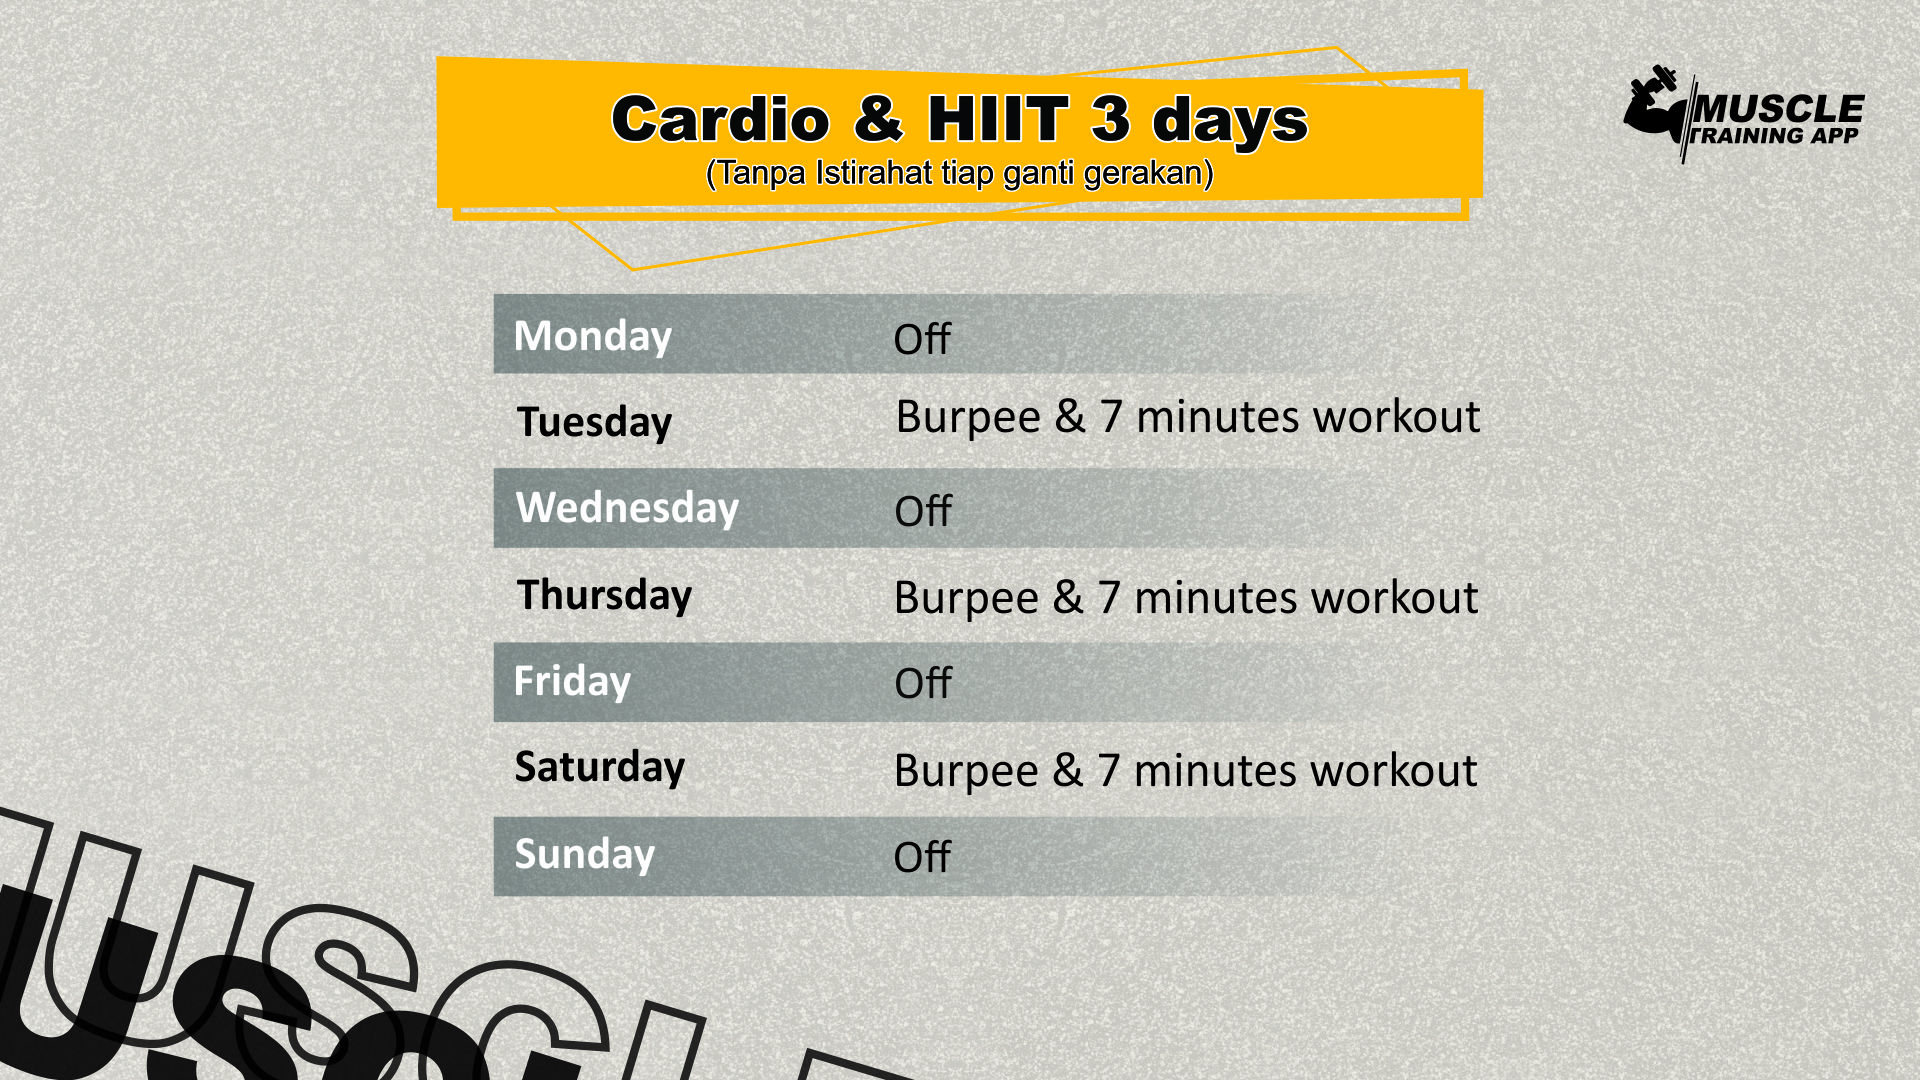 Cardio & HIIT 3 days
(Tanpa Istirahat tiap ganti gerakan)
MUSCLE
TRAINING APP
Monday Off
Tuesday Burpee & 7 minutes workout
Wednesday Off
Thursday Burpee & 7 minutes workout
Friday Off
Saturday Burpee & 7 minutes workout
Sunday Off